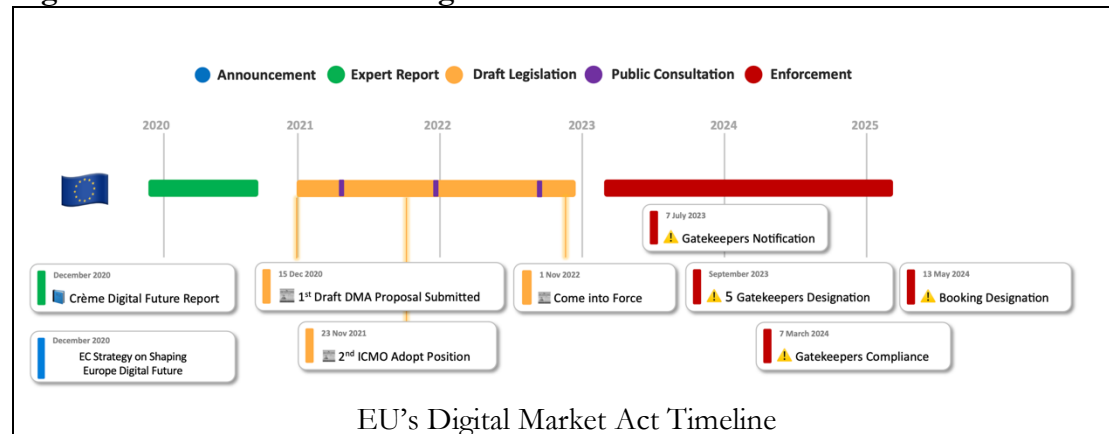 Announcement Expert Report Draft Legislation Public Consultation Enforcement
2020 2021 2022 2023 2024 2025
7 July 2023
Gatekeepers Notification
December 2020
Crème Digital Future Report
15 Dec 2020
1st Draft DMA Proposal Submitted
1 Nov 2022
Come into Force
September 2023
5 Gatekeepers Designation
13 May 2024
Booking Designation
December 2020
EC Strategy on Shaping
Europe Digital Future
23 Nov 2021
2nd ICMO Adopt Position
7 March 2024
Gatekeepers Compliance
EU's Digital Market Act Timeline